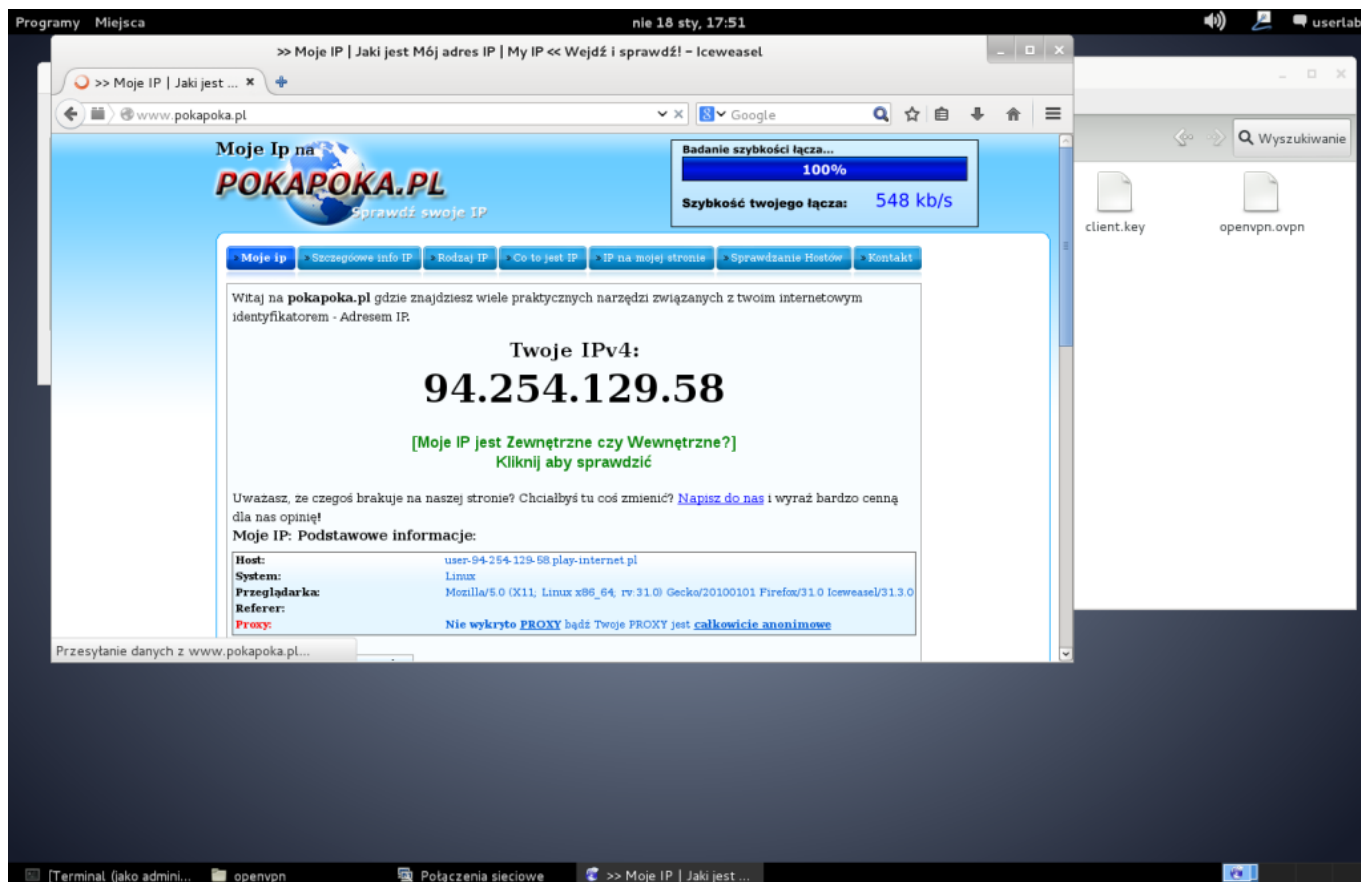 Programy Miejsca nie 18 sty, 17:51 userlab
>> Moje IP | Jaki jest Mój adres IP | My IP << Wejdź i sprawdź! – Iceweasel
>> Moje IP | Jaki jest ...
www.pokapoka.pl
Google
Wyszukiwanie
client.key
openvpn.ovpn
Moje Ip na
POKAPOKA.PL
Sprawdź swoje IP
Badanie szybkości łącza...
100%
Szybkość twojego łącza: 548 kb/s
Moje ip Szczegóowe info IP Rodzaj IP Co to jest IP IP na mojej stronie Sprawdzanie Hostów Kontakt
Witaj na pokapoka.pl gdzie znajdziesz wiele praktycznych narzędzi związanych z twoim internetowym
identyfikatorem - Adresem IP.
Twoje IPv4:
94.254.129.58
[Moje IP jest Zewnętrzne czy Wewnętrzne?]
Kliknij aby sprawdzić
Uważasz, ze czegoś brakuje na naszej stronie? Chciałbyś tu coś zmienić? Napisz do nas i wyraź bardzo cenną
dla nas opinię!
Moje IP: Podstawowe informacje:
Host: user-94-254-129-58.play-internet.pl
System: Linux
Przeglądarka: Mozilla/5.0 (X11; Linux x86_64; rv:31.0) Gecko/20100101 Firefox/31.0 Iceweasel/31.3.0
Referer:
Proxy: Nie wykryto PROXY bądź Twoje PROXY jest całkowicie anonimowe
Przesyłanie danych z www.pokapoka.pl...
[Terminal (jako admini... openvpn Połączenia sieciowe >> Moje IP | Jaki jest ...